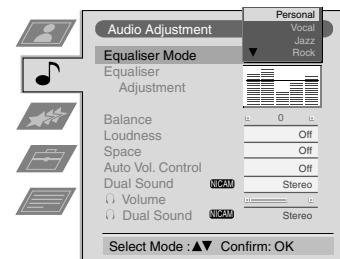 Personal
Audio Adjustment
Vocal
Jazz
Rock
Equaliser Mode
Equaliser
Adjustment
Balance 0
Loudness Off
Space Off
Auto Vol. Control Off
Dual Sound NICAM Stereo
Volume
Dual Sound NICAM Stereo
Select Mode :▲▼ Confirm: OK